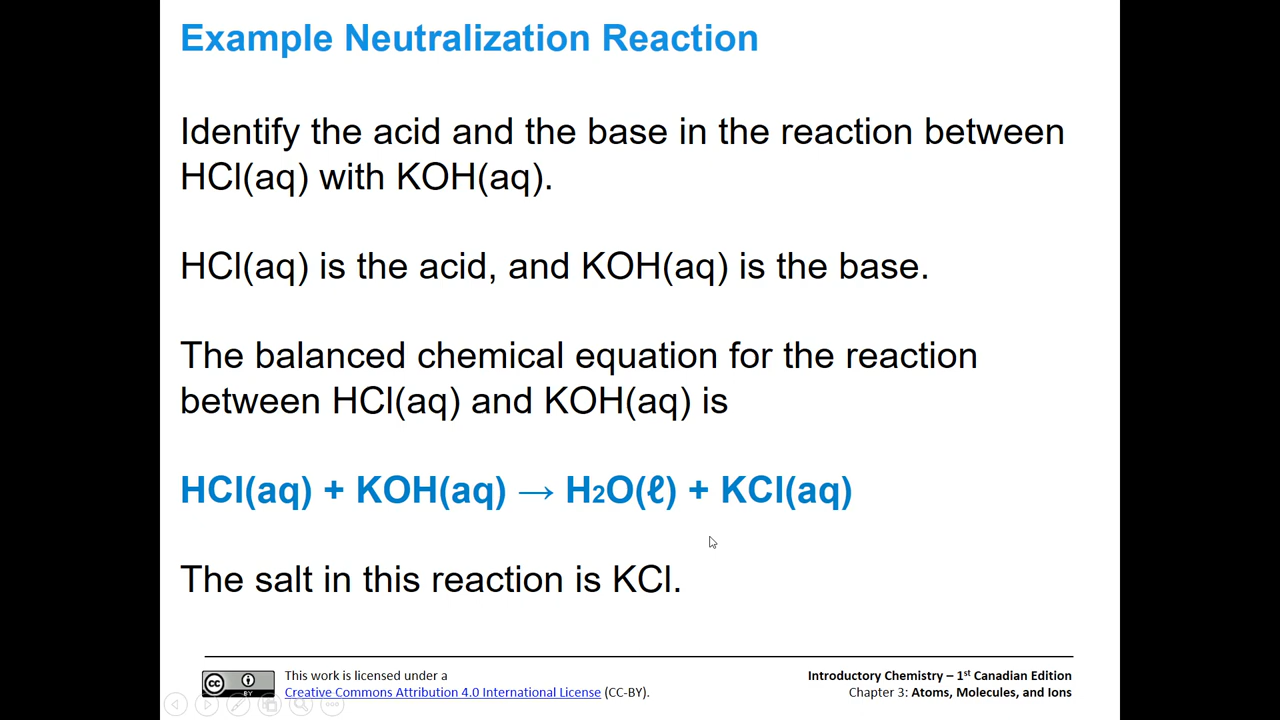 Example Neutralization Reaction
Identify the acid and the base in the reaction between
HCl(aq) with KOH(aq).
HCl(aq) is the acid, and KOH(aq) is the base.
The balanced chemical equation for the reaction
between HCl(aq) and KOH(aq) is
HCl(aq) + KOH(aq) → H₂O(ℓ) + KCl(aq)
The salt in this reaction is KCl.
cc BY
This work is licensed under a
Creative Commons Attribution 4.0 International License (CC-BY).
Introductory Chemistry – 1st Canadian Edition
Chapter 3: Atoms, Molecules, and Ions